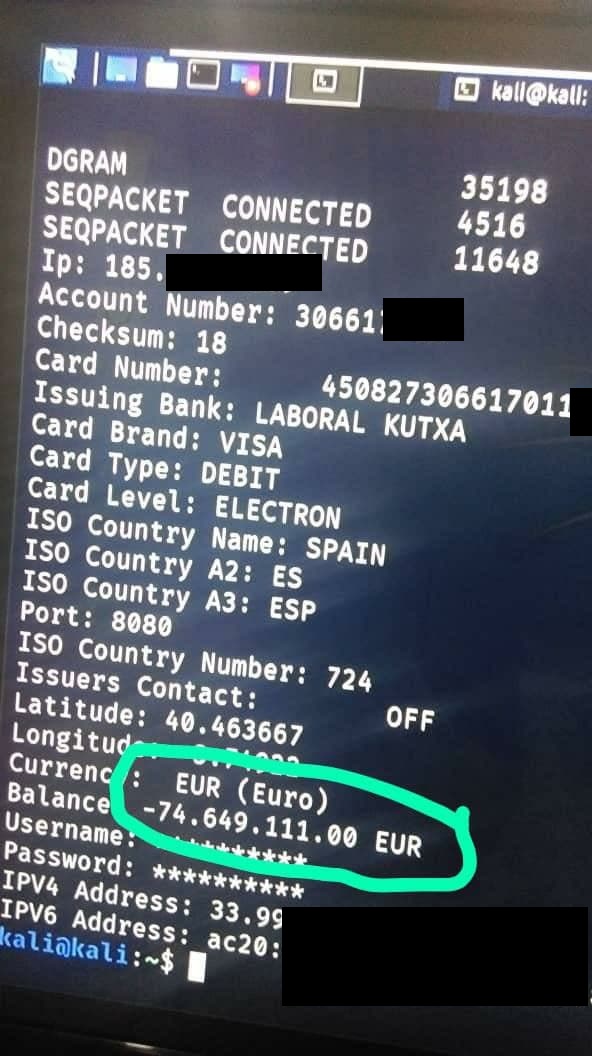 kali@kali:
DGRAM 35198
SEQPACKET CONNECTED 4516
SEQPACKET CONNECTED 11648
Ip: 185.
Account Number: 30661
Checksum: 18
Card Number: 450827306617011
Issuing Bank: LABORAL KUTXA
Card Brand: VISA
Card Type: DEBIT
Card Level: ELECTRON
ISO Country Name: SPAIN
ISO Country A2: ES
ISO Country A3: ESP
Port: 8080
ISO Country Number: 724
Issuers Contact: OFF
Latitude: 40.463667
Currency: EUR (Euro)
Balance -74.649.111.00 EUR
Username: **********
Password: **********
IPV4 Address: 33.99
IPV6 Address: ac20:
kali@kali:~$